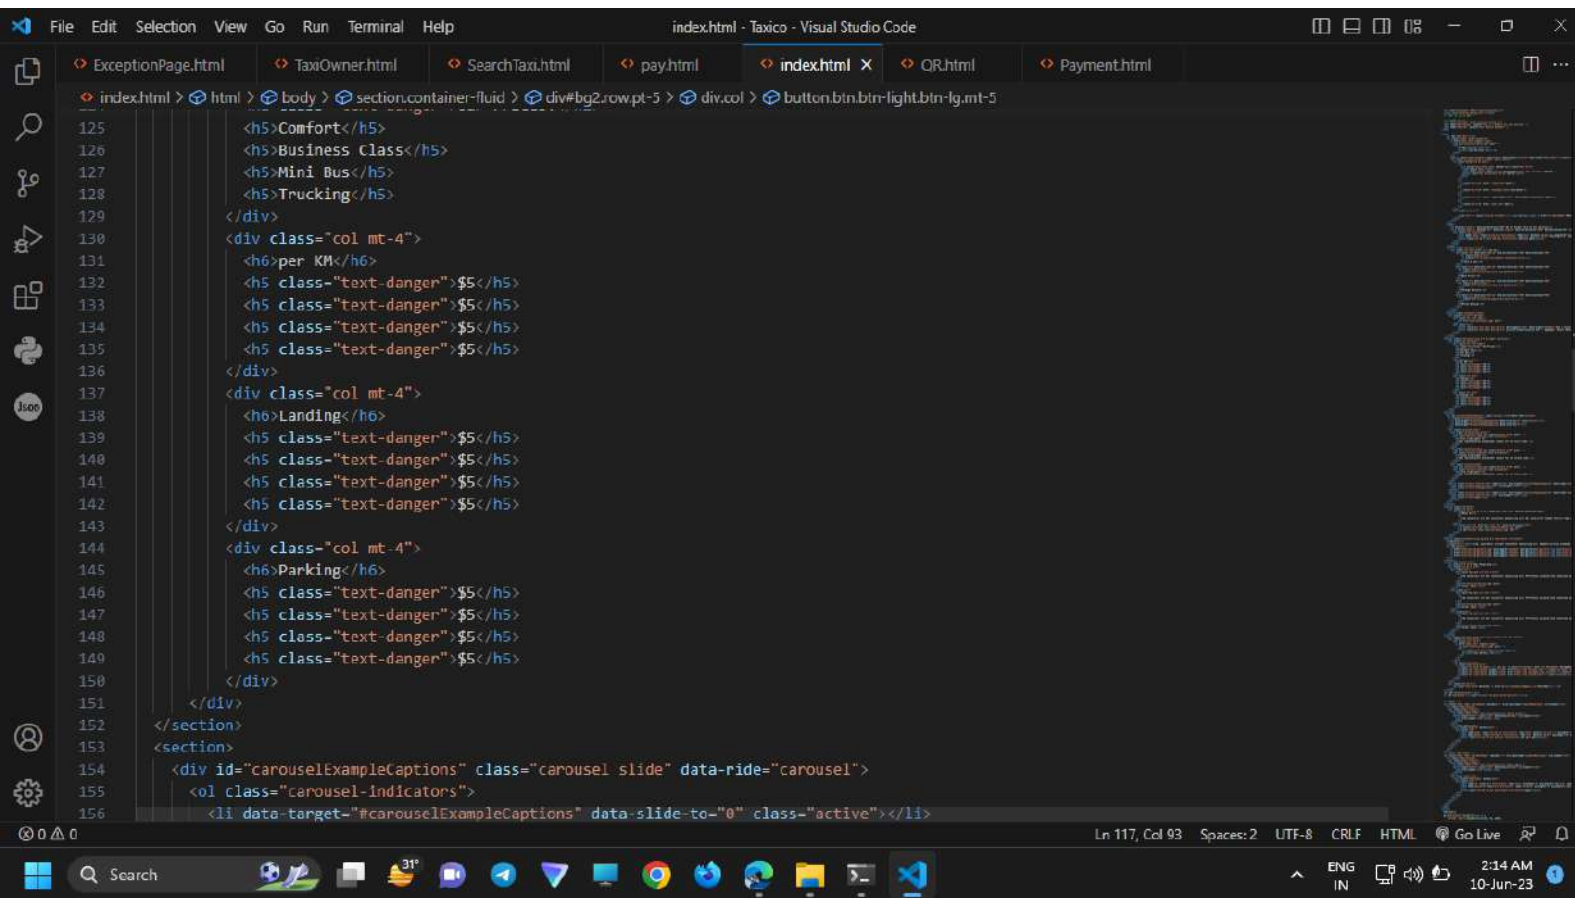 File Edit Selection View Go Run Terminal Help index.html - Taxico - Visual Studio Code
ExceptionPage.html TaxiOwner.html SearchTaxi.html pay.html index.html QR.html Payment.html
index.html > html > body > section.container-fluid > div#bg2.row.pt-5 > div.col > button.btn.btn-light.btn-lg.mt-5
125 <h5>Comfort</h5>
126 <h5>Business Class</h5>
127 <h5>Mini Bus</h5>
128 <h5>Trucking</h5>
129 </div>
130 <div class="col mt-4">
131 <h6>per KM</h6>
132 <h5 class="text-danger">$5</h5>
133 <h5 class="text-danger">$5</h5>
134 <h5 class="text-danger">$5</h5>
135 <h5 class="text-danger">$5</h5>
136 </div>
137 <div class="col mt-4">
138 <h6>Landing</h6>
139 <h5 class="text-danger">$5</h5>
140 <h5 class="text-danger">$5</h5>
141 <h5 class="text-danger">$5</h5>
142 <h5 class="text-danger">$5</h5>
143 </div>
144 <div class="col mt-4">
145 <h6>Parking</h6>
146 <h5 class="text-danger">$5</h5>
147 <h5 class="text-danger">$5</h5>
148 <h5 class="text-danger">$5</h5>
149 <h5 class="text-danger">$5</h5>
150 </div>
151 </div>
152 </section>
153 <section>
154 <div id="carouselExampleCaptions" class="carousel slide" data-ride="carousel">
155 <ol class="carousel-indicators">
156 <li data-target="#carouselExampleCaptions" data-slide-to="0" class="active"></li>
0 0 Ln 117, Col 93 Spaces: 2 UTF-8 CRLF HTML Go Live
Search 31° ENG IN 2:14 AM 10-Jun-23 1